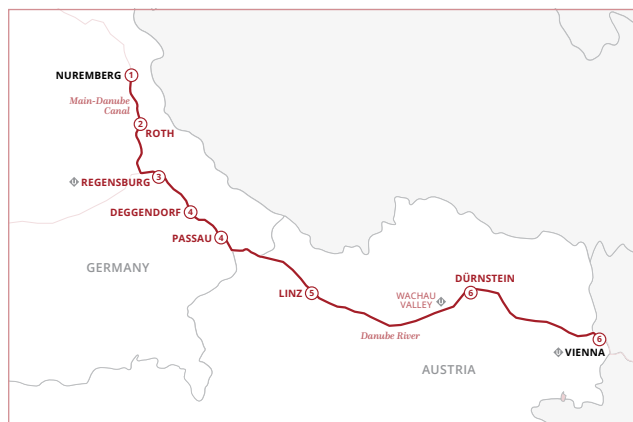 NUREMBERG 1
Main-Danube
Canal
2
ROTH
REGENSBURG 3
DEGGENDORF 4
PASSAU 4
GERMANY
DÜRNSTEIN
LINZ 5
WACHAU
VALLEY
6
Danube River
6
VIENNA
AUSTRIA